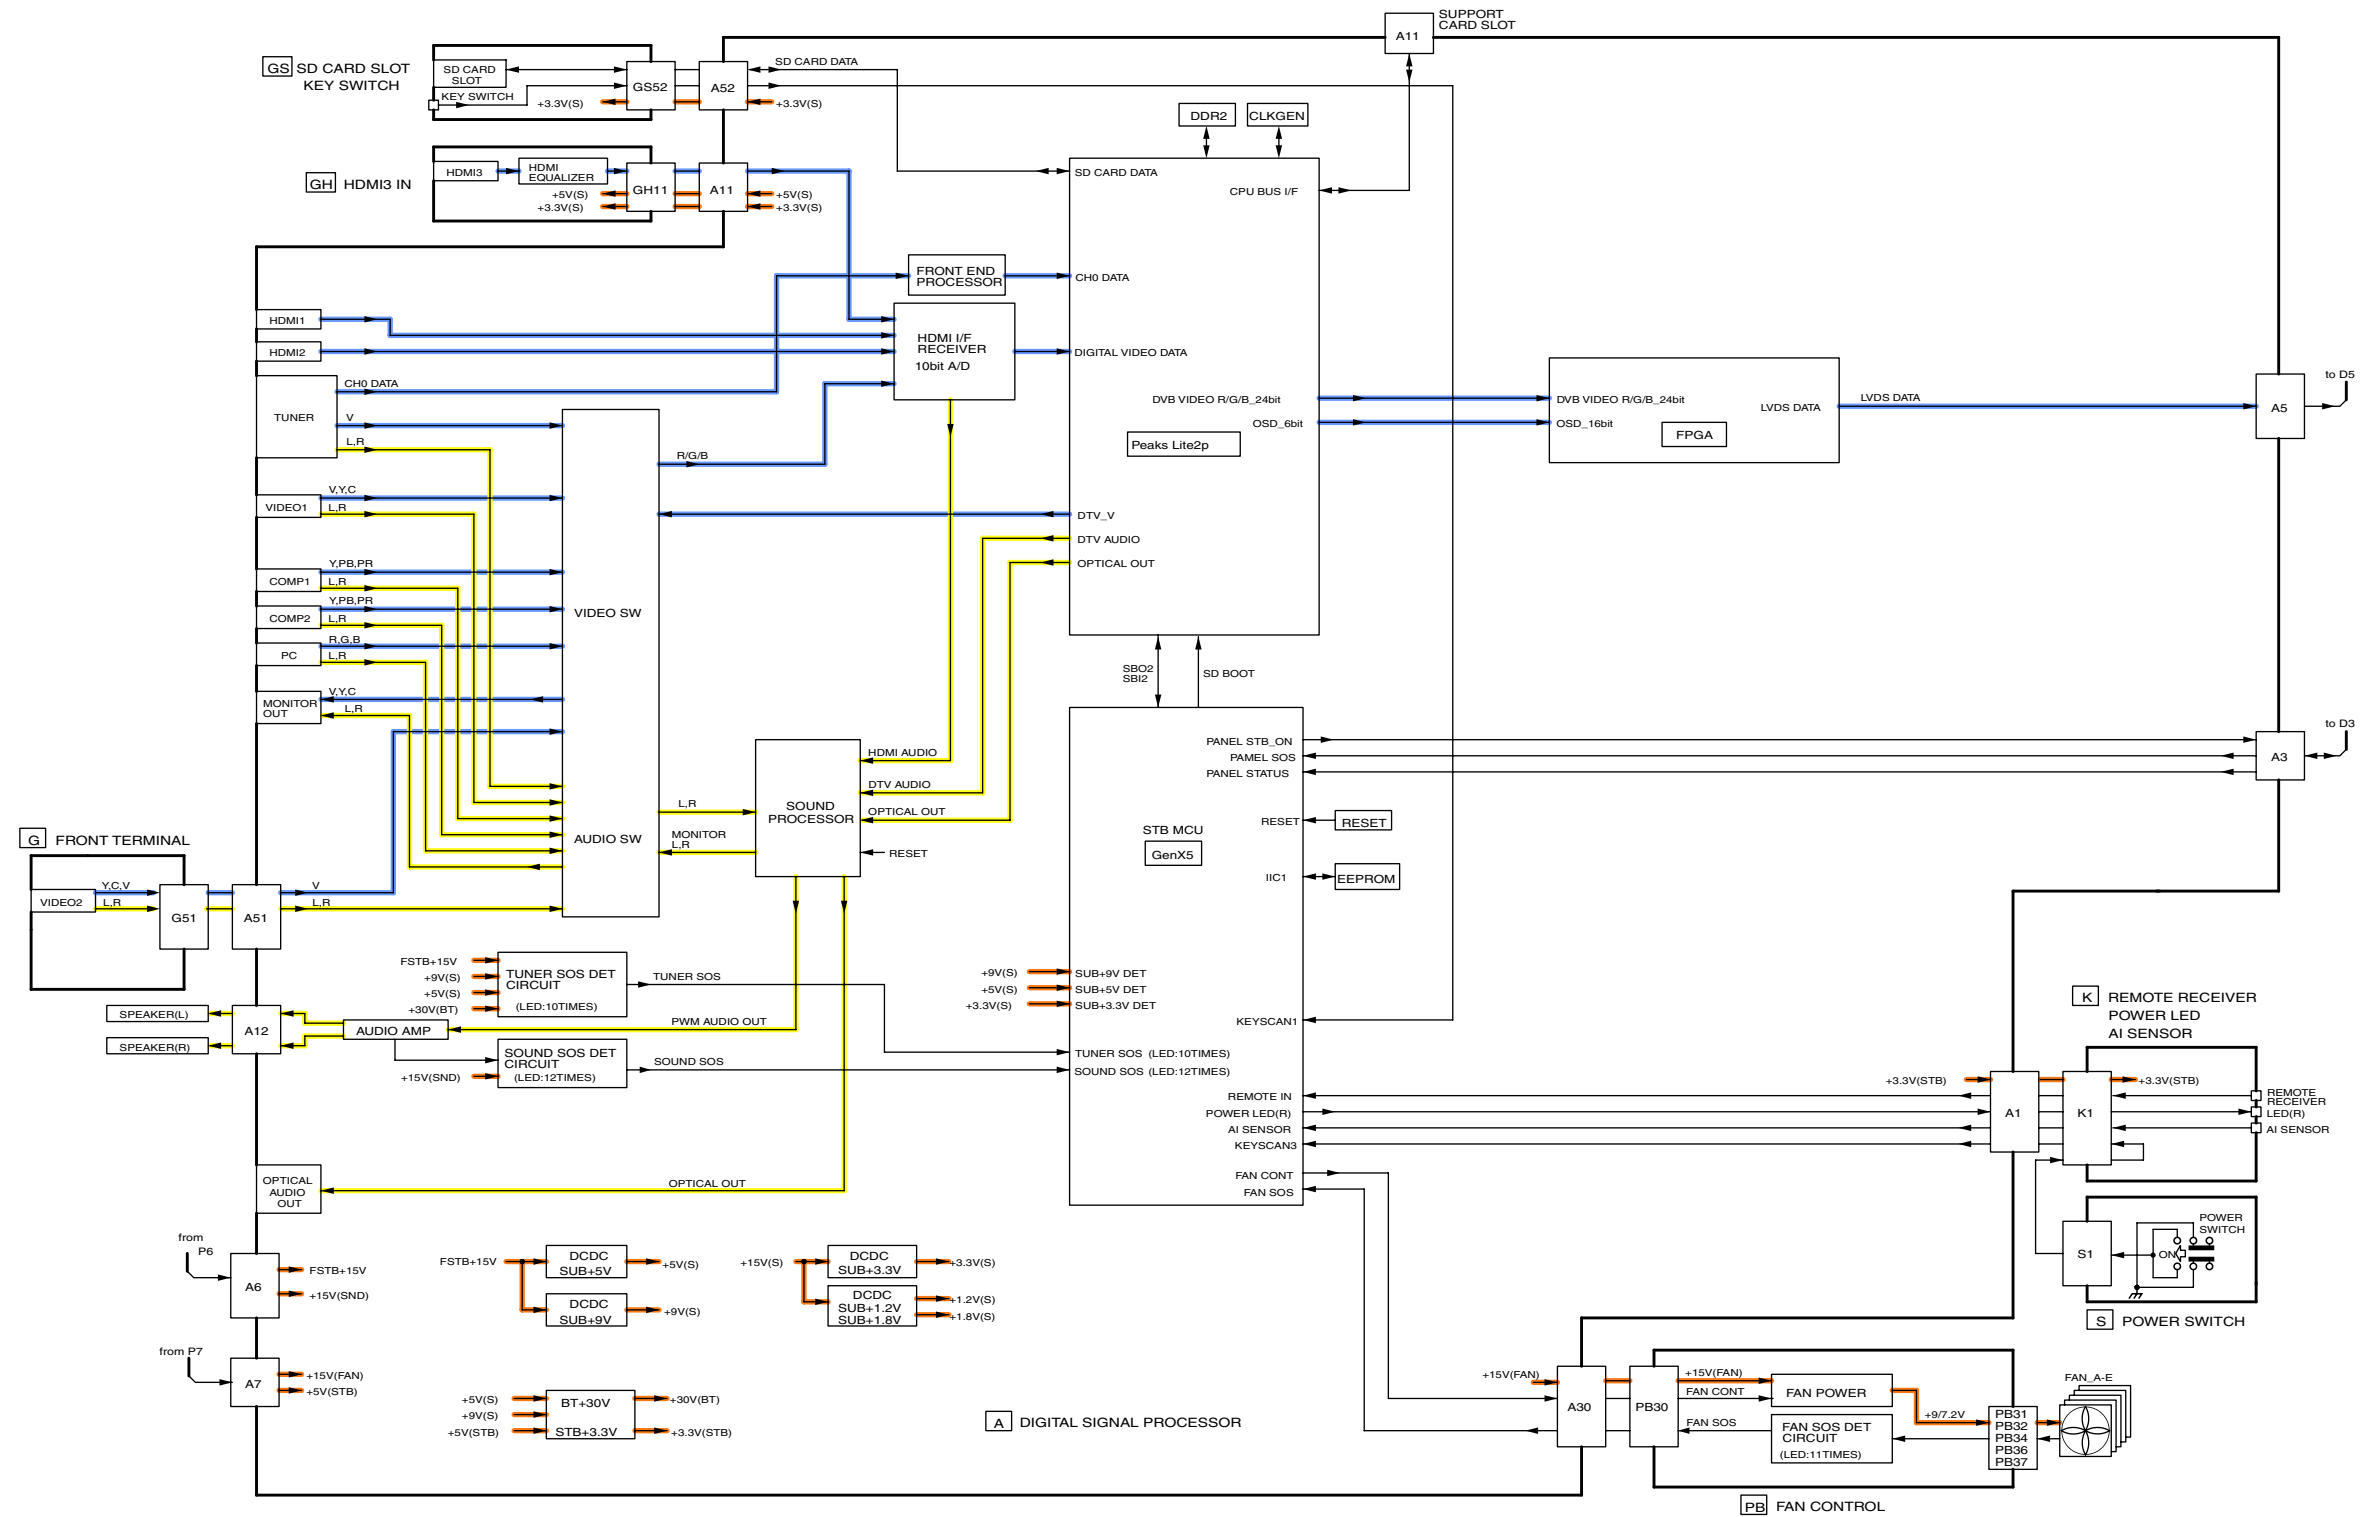 SUPPORT
CARD SLOT
A11
GS SD CARD SLOT
KEY SWITCH
SD CARD
SLOT
KEY SWITCH
+3.3V(S)
GS52
A52
SD CARD DATA
+3.3V(S)
DDR2
CLKGEN
GH HDMI3 IN
HDMI3
HDMI
EQUALIZER
+5V(S)
+3.3V(S)
GH11
A11
+5V(S)
+3.3V(S)
SD CARD DATA
CPU BUS I/F
FRONT END
PROCESSOR
CH0 DATA
HDMI1
HDMI2
HDMI I/F
RECEIVER
10bit A/D
DIGITAL VIDEO DATA
TUNER
CH0 DATA
V
L,R
R/G/B
DVB VIDEO R/G/B_24bit
OSD_6bit
Peaks Lite2p
DVB VIDEO R/G/B_24bit
OSD_16bit
LVDS DATA
FPGA
LVDS DATA
A5
to D5
VIDEO1
V,Y,C
L,R
DTV_V
DTV AUDIO
OPTICAL OUT
COMP1
Y,PB,PR
L,R
COMP2
Y,PB,PR
L,R
PC
R,G,B
L,R
MONITOR
OUT
V,Y,C
L,R
VIDEO SW
AUDIO SW
SBO2
SBI2
SD BOOT
PANEL STB_ON
PAMEL SOS
PANEL STATUS
A3
to D3
HDMI AUDIO
DTV AUDIO
OPTICAL OUT
RESET
SOUND
PROCESSOR
L,R
MONITOR
L,R
STB MCU
GenX5
RESET
RESET
IIC1
EEPROM
G FRONT TERMINAL
VIDEO2
Y,C,V
L,R
G51
A51
V
L,R
FSTB+15V
+9V(S)
+5V(S)
+30V(BT)
TUNER SOS DET
CIRCUIT
(LED:10TIMES)
TUNER SOS
+9V(S)
+5V(S)
+3.3V(S)
SUB+9V DET
SUB+5V DET
SUB+3.3V DET
KEYSCAN1
SPEAKER(L)
SPEAKER(R)
A12
AUDIO AMP
PWM AUDIO OUT
SOUND SOS DET
CIRCUIT
(LED:12TIMES)
+15V(SND)
SOUND SOS
TUNER SOS (LED:10TIMES)
SOUND SOS (LED:12TIMES)
REMOTE IN
POWER LED(R)
AI SENSOR
KEYSCAN3
FAN CONT
FAN SOS
K REMOTE RECEIVER
POWER LED
AI SENSOR
+3.3V(STB)
A1
K1
+3.3V(STB)
REMOTE
RECEIVER
LED(R)
AI SENSOR
OPTICAL
AUDIO
OUT
OPTICAL OUT
S1
ON
POWER
SWITCH
S POWER SWITCH
from
P6
A6
FSTB+15V
+15V(SND)
FSTB+15V
DCDC
SUB+5V
+5V(S)
DCDC
SUB+9V
+9V(S)
+15V(S)
DCDC
SUB+3.3V
+3.3V(S)
DCDC
SUB+1.2V
SUB+1.8V
+1.2V(S)
+1.8V(S)
from P7
A7
+15V(FAN)
+5V(STB)
+5V(S)
+9V(S)
+5V(STB)
BT+30V
STB+3.3V
+30V(BT)
+3.3V(STB)
A DIGITAL SIGNAL PROCESSOR
+15V(FAN)
A30
PB30
+15V(FAN)
FAN CONT
FAN SOS
FAN POWER
FAN SOS DET
CIRCUIT
(LED:11TIMES)
+9/7.2V
PB31
PB32
PB34
PB36
PB37
FAN_A-E
PB FAN CONTROL